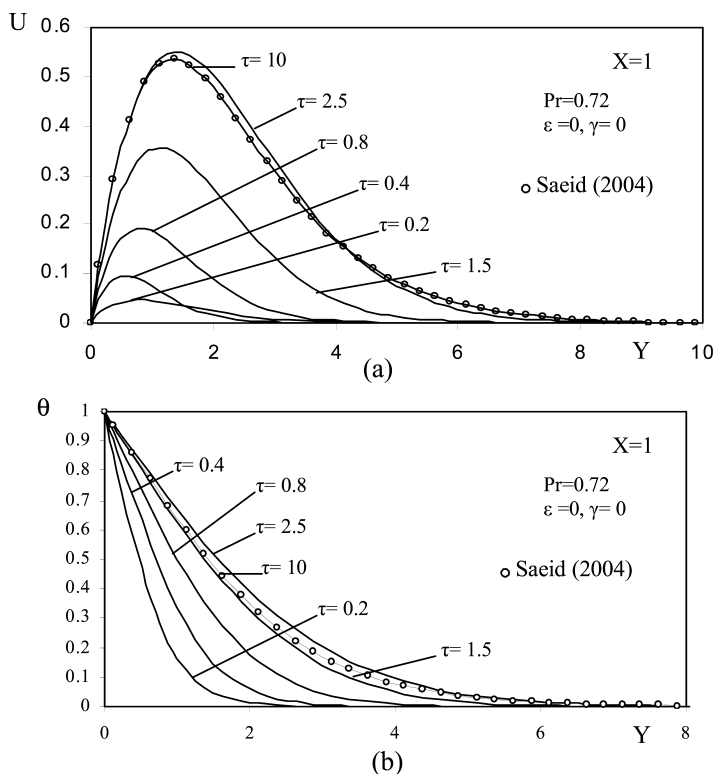 U
0.6
0.5
0.4
0.3
0.2
0.1
0
τ= 10
τ= 2.5
τ= 0.8
τ= 0.4
τ= 0.2
τ= 1.5
X=1
Pr=0.72
ε =0, γ= 0
Saeid (2004)
0 2 4 6 8 Y 10
(a)
θ
1
0.9
0.8
0.7
0.6
0.5
0.4
0.3
0.2
0.1
0
τ= 0.4
τ= 0.8
τ= 2.5
τ= 10
τ= 0.2
τ= 1.5
X=1
Pr=0.72
ε =0, γ= 0
Saeid (2004)
0 2 4 6 Y 8
(b)